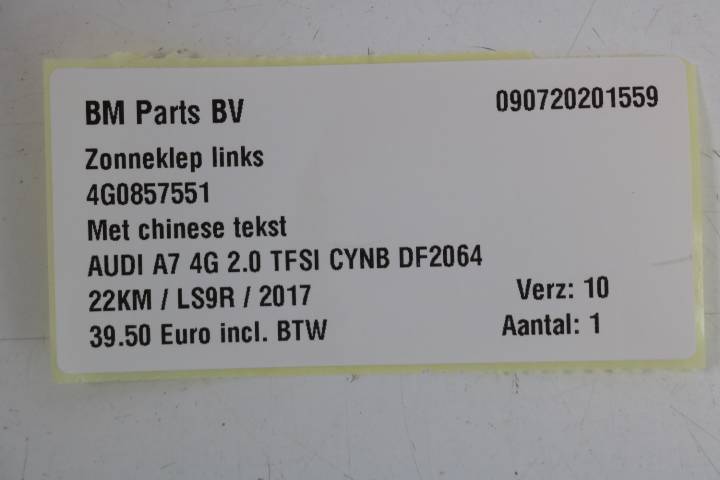 BM Parts BV 090720201559
Zonneklep links
4G0857551
Met chinese tekst
AUDI A7 4G 2.0 TFSI CYNB DF2064
22KM / LS9R / 2017 Verz: 10
39.50 Euro incl. BTW Aantal: 1